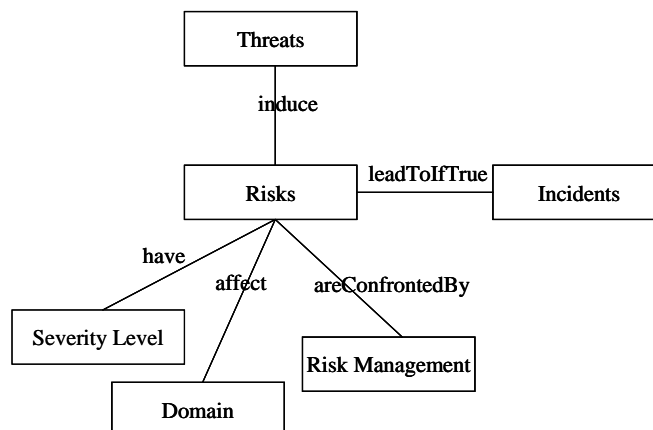 Threats
induce
leadToIfTrue
Risks
Incidents
have
affect
areConfrontedBy
Severity Level
Risk Management
Domain